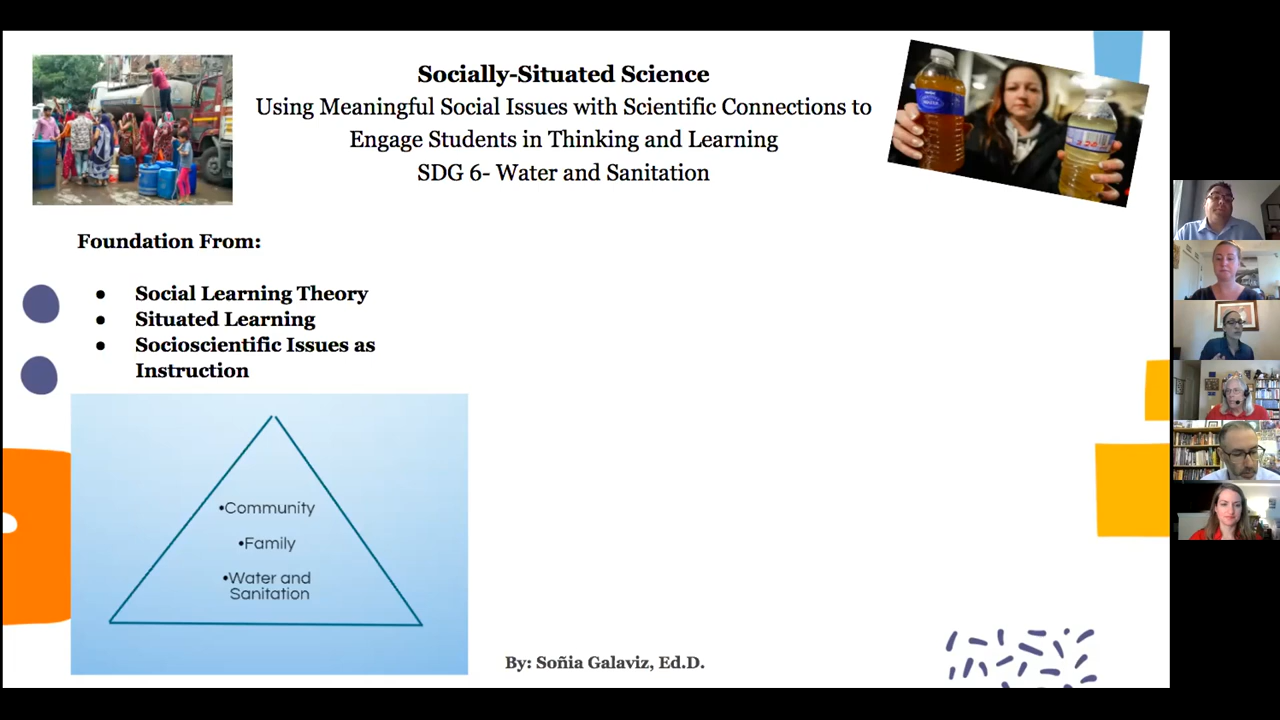 Socially-Situated Science
Using Meaningful Social Issues with Scientific Connections to
Engage Students in Thinking and Learning
SDG 6- Water and Sanitation
Foundation From:
● Social Learning Theory
● Situated Learning
● Socioscientific Issues as
Instruction
•Community
•Family
•Water and
Sanitation
By: Soñia Galaviz, Ed.D.